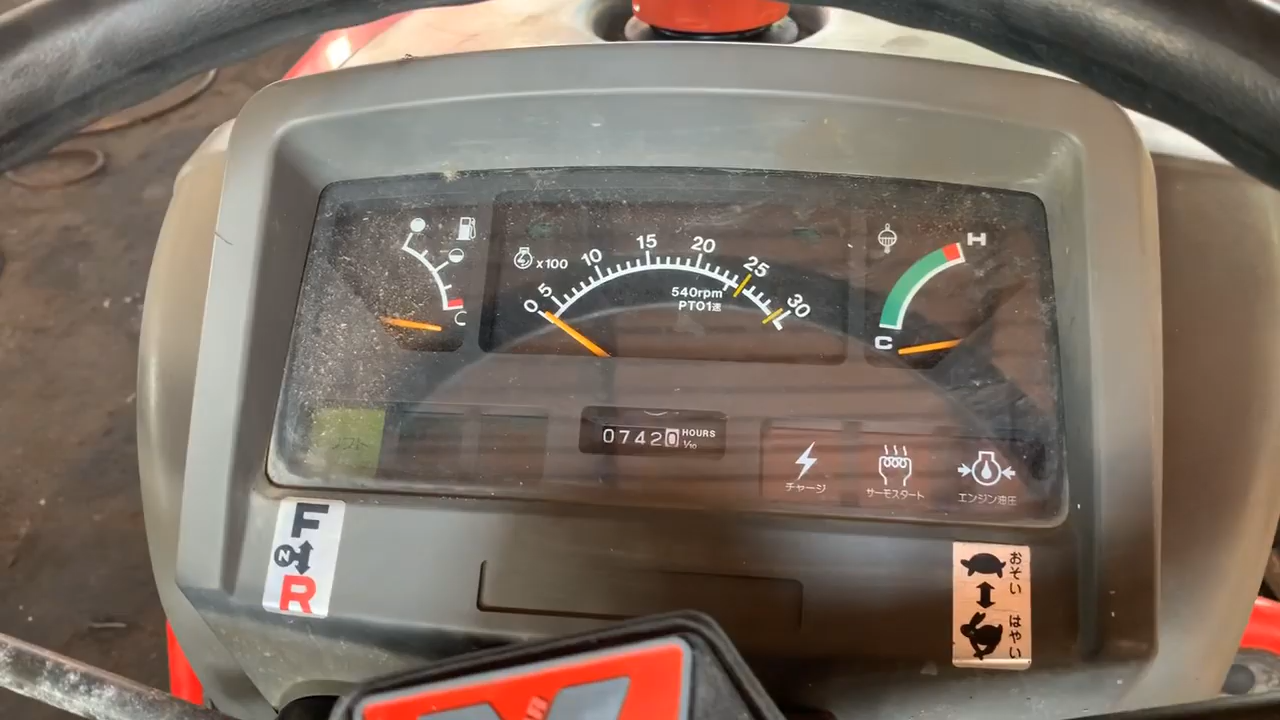 H
C
x100
0 5 10 15 20 25 30
540rpm
PTO1速
07420 HOURS
1/10
チャージ
サーモスタート
エンジン油圧
F
N
R
おそい
はやい